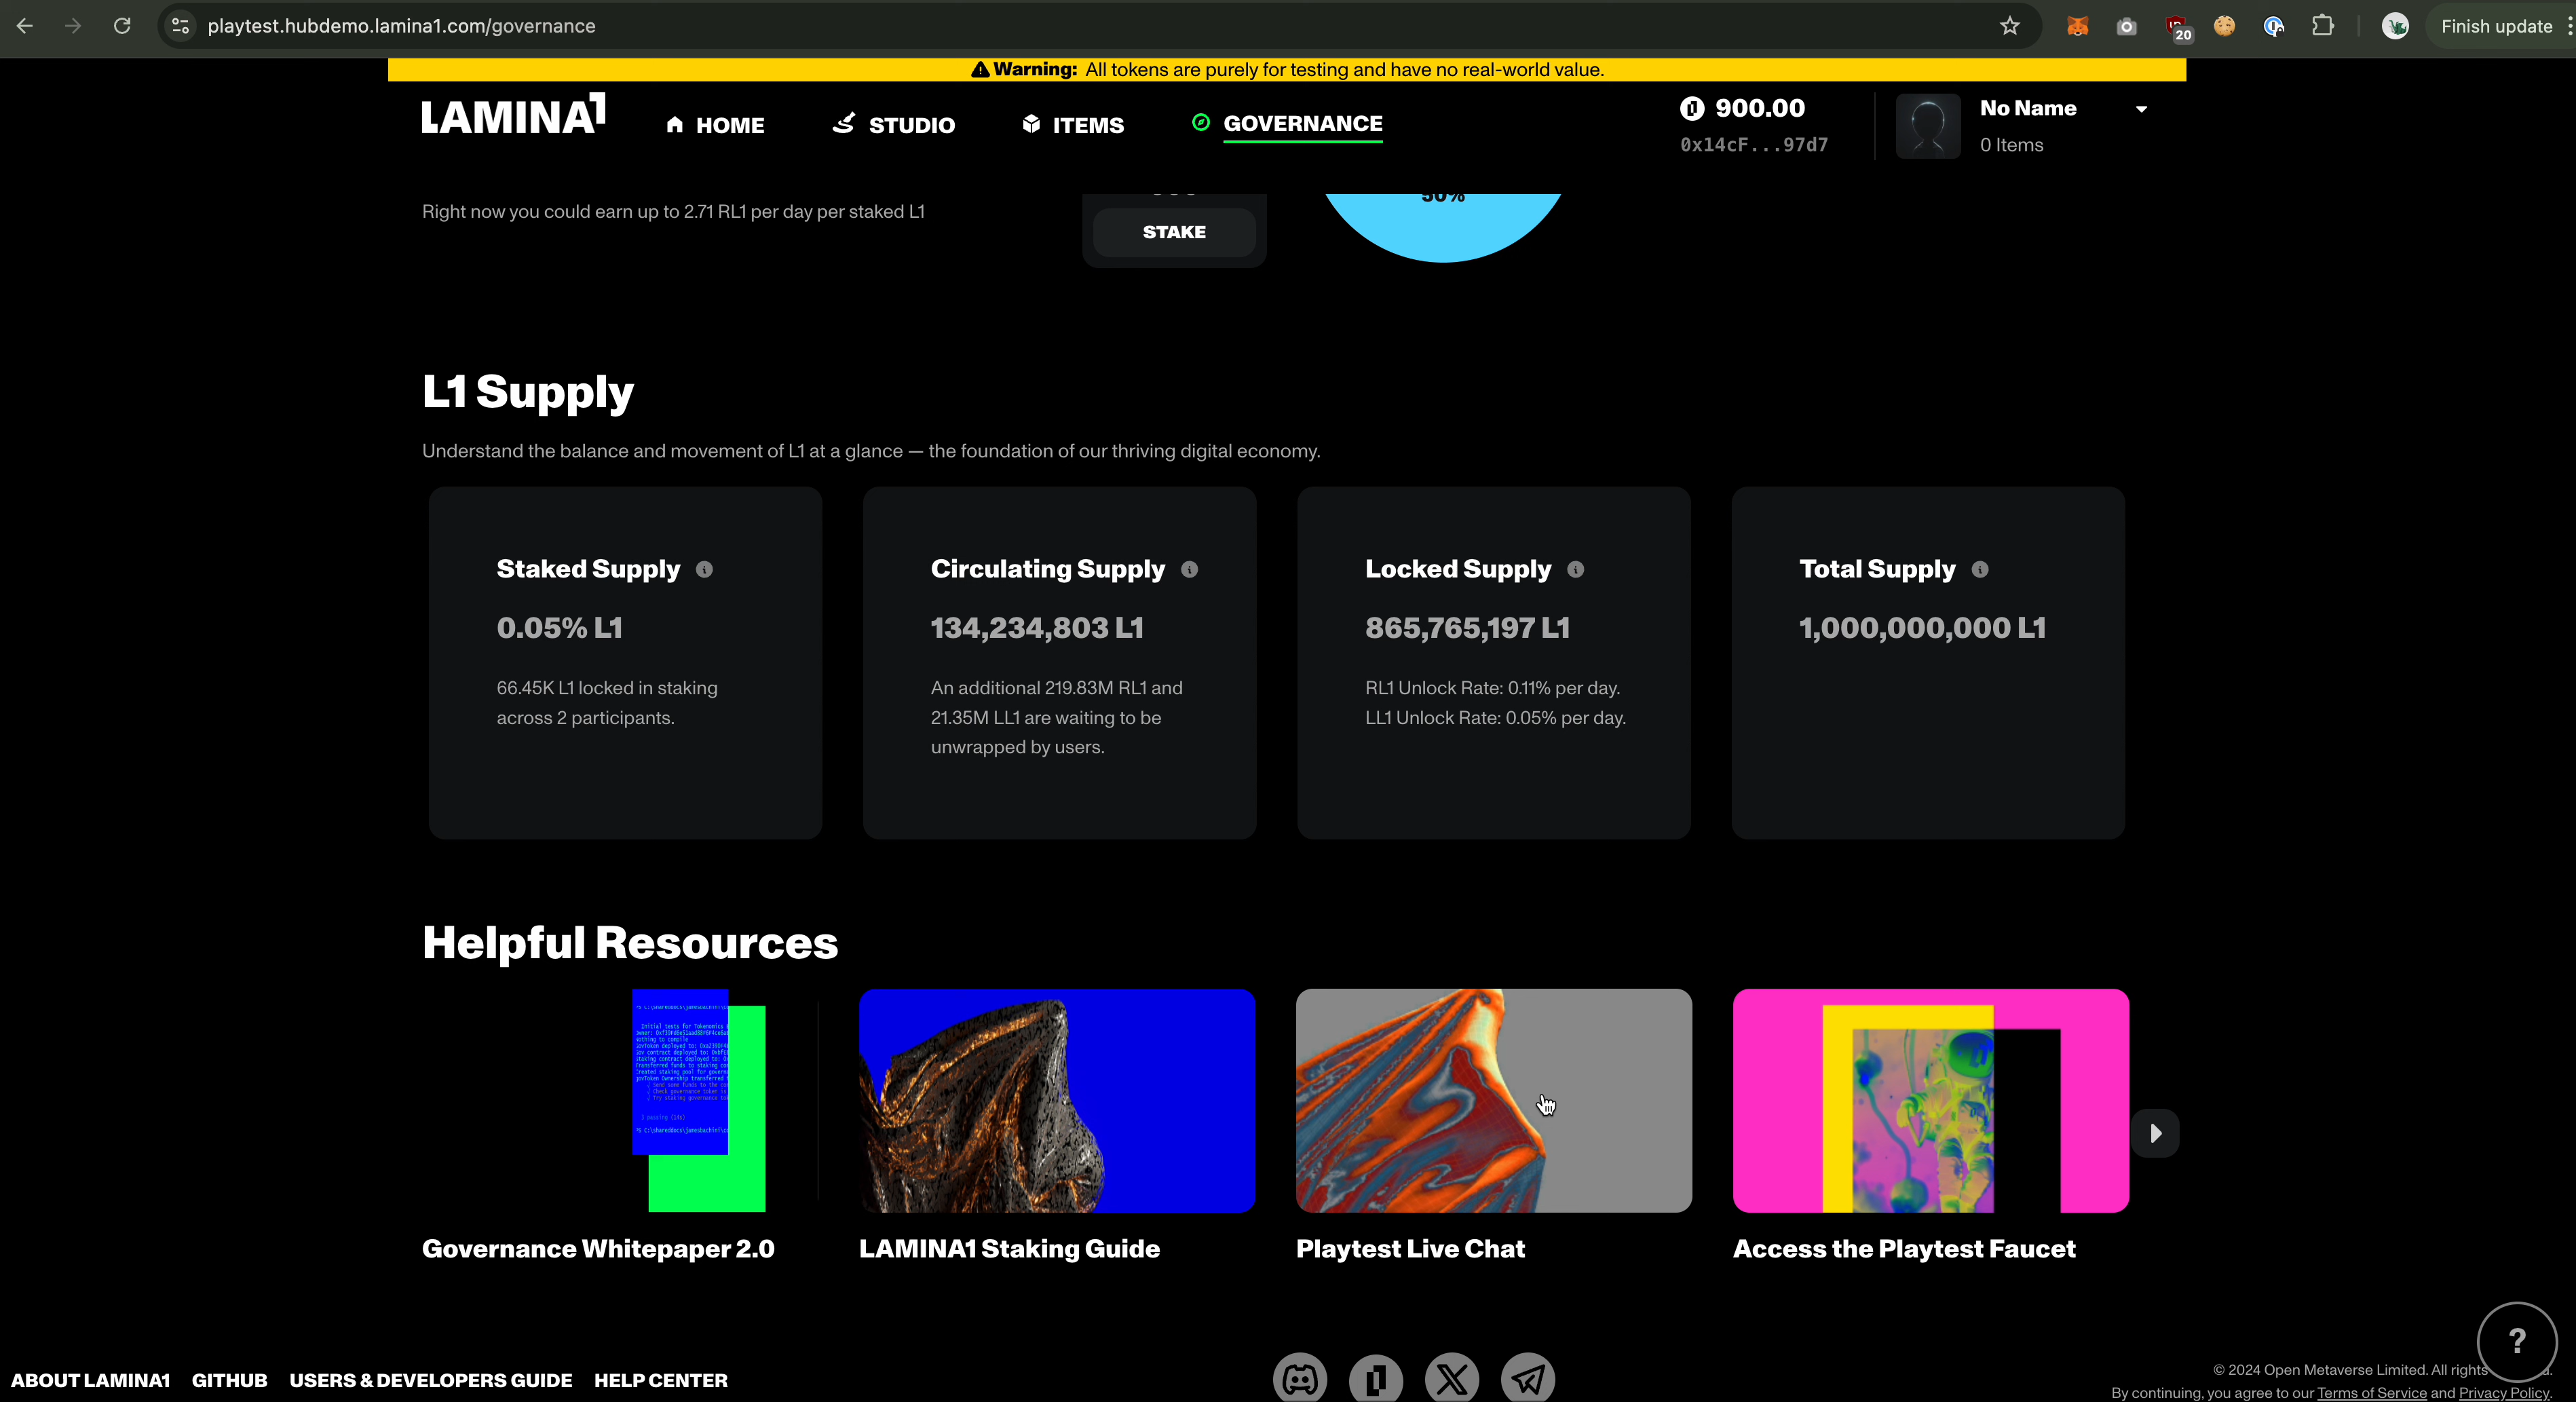 playtest.hubdemo.lamina1.com/governance
20
Finish update
Warning: All tokens are purely for testing and have no real-world value.
LAMINA1
HOME
STUDIO
ITEMS
GOVERNANCE
900.00
0x14cF...97d7
No Name
0 Items
Right now you could earn up to 2.71 RL1 per day per staked L1
STAKE
50%
L1 Supply
Understand the balance and movement of L1 at a glance — the foundation of our thriving digital economy.
Staked Supply
0.05% L1
66.45K L1 locked in staking
across 2 participants.
Circulating Supply
134,234,803 L1
An additional 219.83M RL1 and
21.35M LL1 are waiting to be
unwrapped by users.
Locked Supply
865,765,197 L1
RL1 Unlock Rate: 0.11% per day.
LL1 Unlock Rate: 0.05% per day.
Total Supply
1,000,000,000 L1
Helpful Resources
Governance Whitepaper 2.0
LAMINA1 Staking Guide
Playtest Live Chat
Access the Playtest Faucet
?
ABOUT LAMINA1
GITHUB
USERS & DEVELOPERS GUIDE
HELP CENTER
© 2024 Open Metaverse Limited. All rights
By continuing, you agree to our Terms of Service and Privacy Policy.